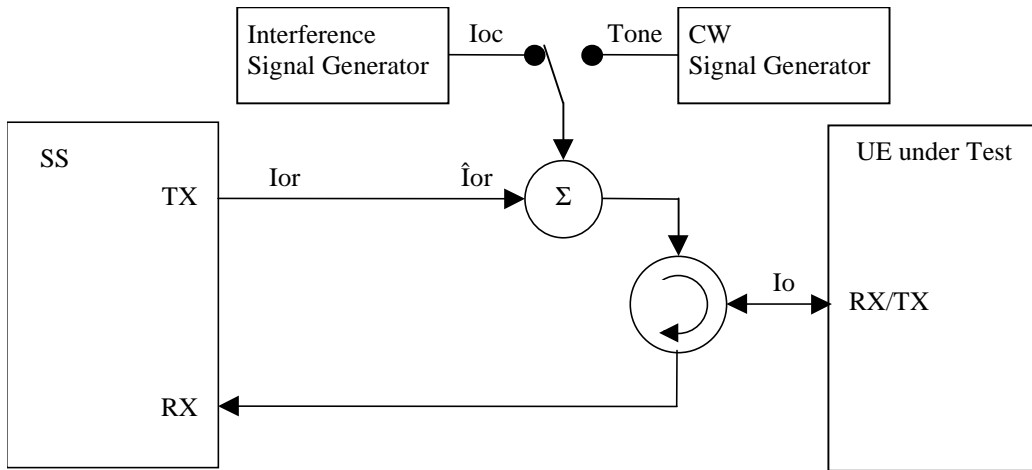 Interference
Signal Generator
Ioc
Tone
CW
Signal Generator
SS
TX
Ior
Îor
Σ
UE under Test
Io
RX/TX
RX